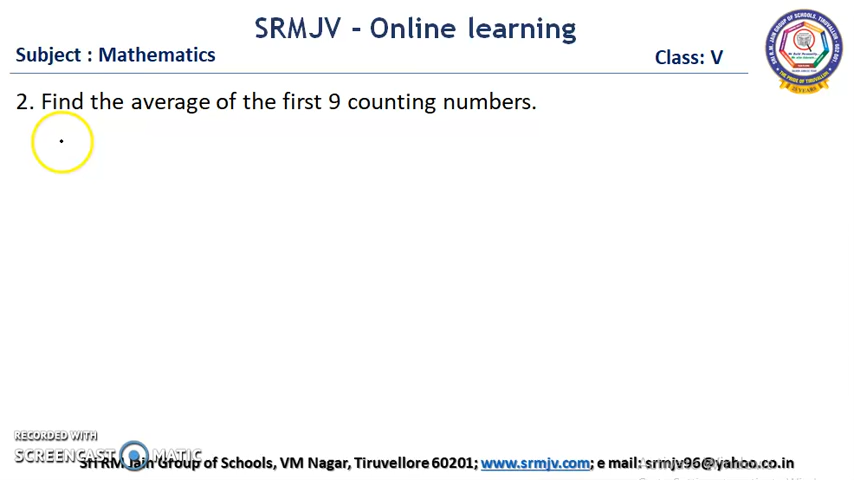 SRMJV - Online learning
Subject : Mathematics
Class: V
2. Find the average of the first 9 counting numbers.
RECORDED WITH
SCREENCAST MATIC
Sri RM Jain Group of Schools, VM Nagar, Tiruvellore 60201; www.srmjv.com; e mail: srmjv96@yahoo.co.in